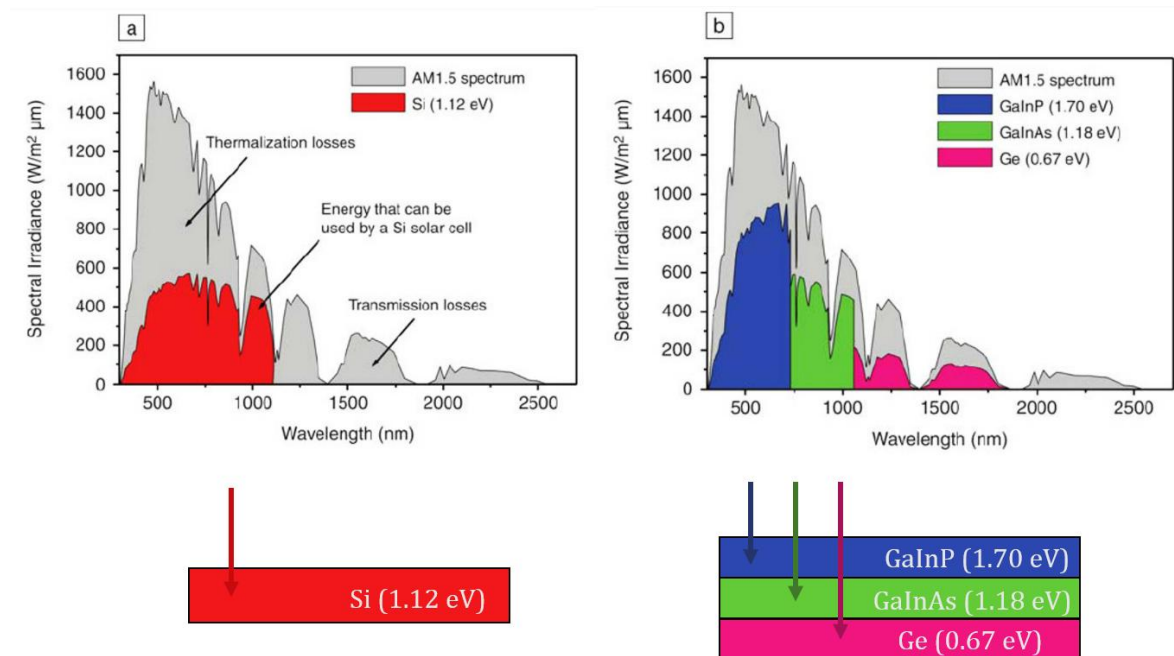 a
1600
1400
1200
1000
800
600
400
200
0
Spectral Irradiance (W/m² µm)
AM1.5 spectrum
Si (1.12 eV)
Thermalization losses
Energy that can be
used by a Si solar cell
Transmission losses
500
1000
1500
2000
2500
Wavelength (nm)
b
1600
1400
1200
1000
800
600
400
200
0
Spectral Irradiance (W/m² µm)
AM1.5 spectrum
GaInP (1.70 eV)
GaInAs (1.18 eV)
Ge (0.67 eV)
500
1000
1500
2000
2500
Wavelength (nm)
Si (1.12 eV)
GaInP (1.70 eV)
GaInAs (1.18 eV)
Ge (0.67 eV)